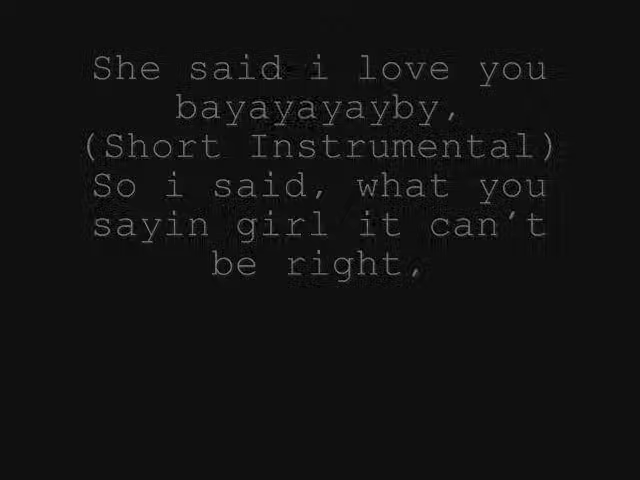 She said i love you
bayayayayby,
(Short Instrumental)
So i said, what you
sayin girl it can't
be right,